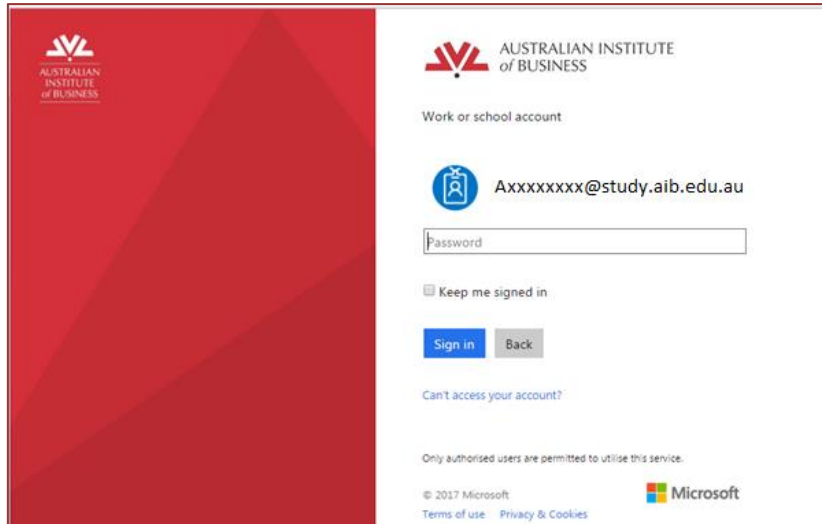 AUSTRALIAN
INSTITUTE
of BUSINESS
AUSTRALIAN INSTITUTE
of BUSINESS
Work or school account
Axxxxxxxx@study.aib.edu.au
Password
Keep me signed in
Sign in Back
Can't access your account?
Only authorised users are permitted to utilise this service.
© 2017 Microsoft
Microsoft
Terms of use Privacy & Cookies